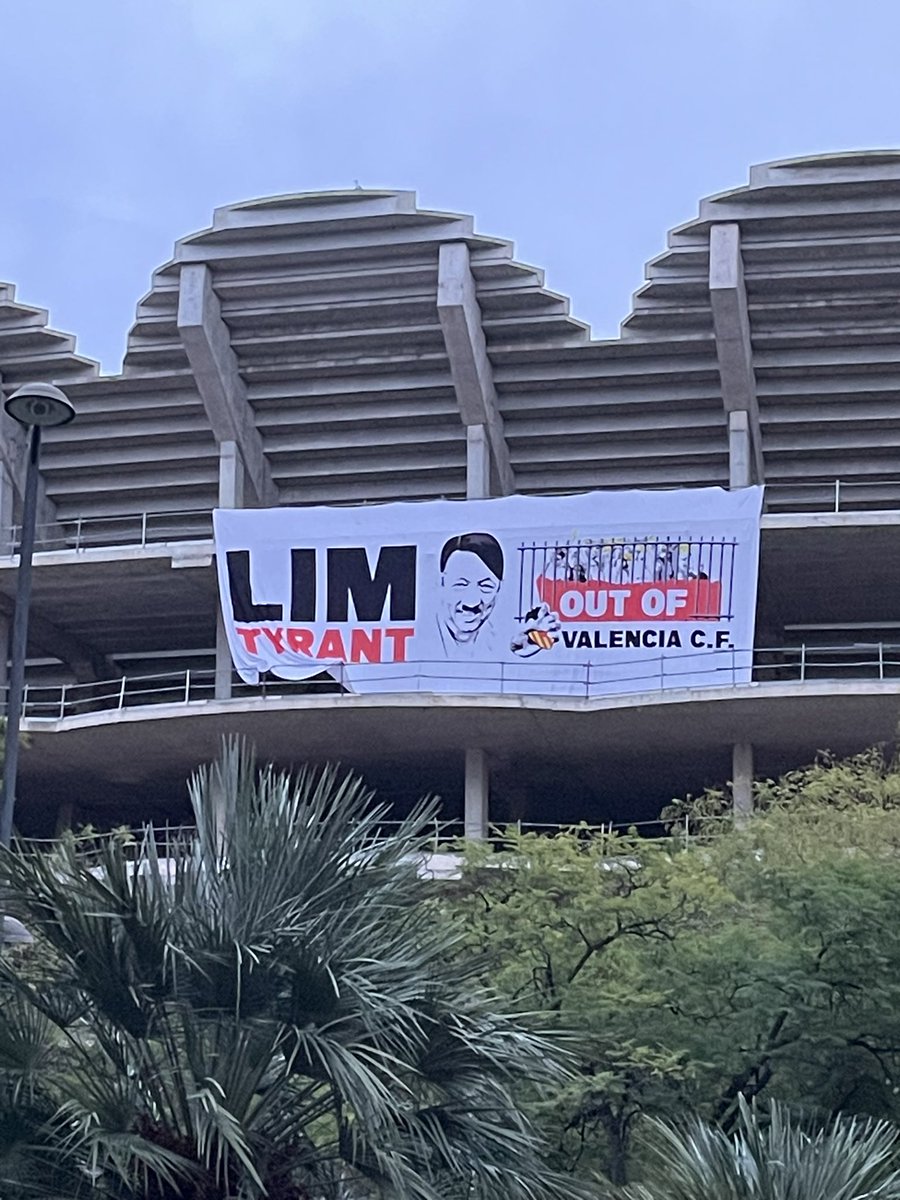 LIM
TYRANT
OUT OF
VALENCIA C.F.